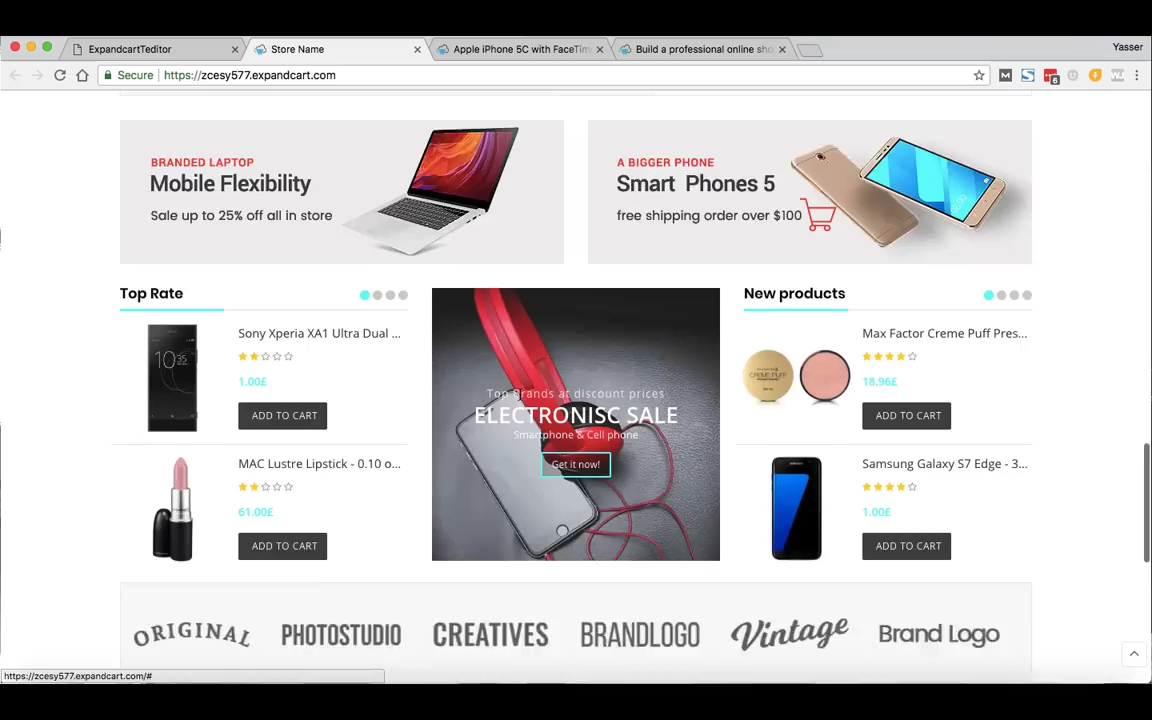 ExpandcartTeditor
Store Name
Apple iPhone 5C with FaceTim
Build a professional online sho
Yasser
Secure
https://zcesy577.expandcart.com
6
BRANDED LAPTOP
Mobile Flexibility
Sale up to 25% off all in store
A BIGGER PHONE
Smart Phones 5
free shipping order over $100
Top Rate
Sony Xperia XA1 Ultra Dual ...
1.00£
ADD TO CART
MAC Lustre Lipstick - 0.10 o...
61.00£
ADD TO CART
Top Brands at discount prices
ELECTRONISC SALE
Smartphone & Cell phone
Get it now!
New products
Max Factor Creme Puff Pres...
CREME PUFF
18.96£
ADD TO CART
Samsung Galaxy S7 Edge - 3...
1.00£
ADD TO CART
ORIGINAL
PHOTOSTUDIO
CREATIVES
BRANDLOGO
Vintage
Brand Logo
https://zcesy577.expandcart.com/#